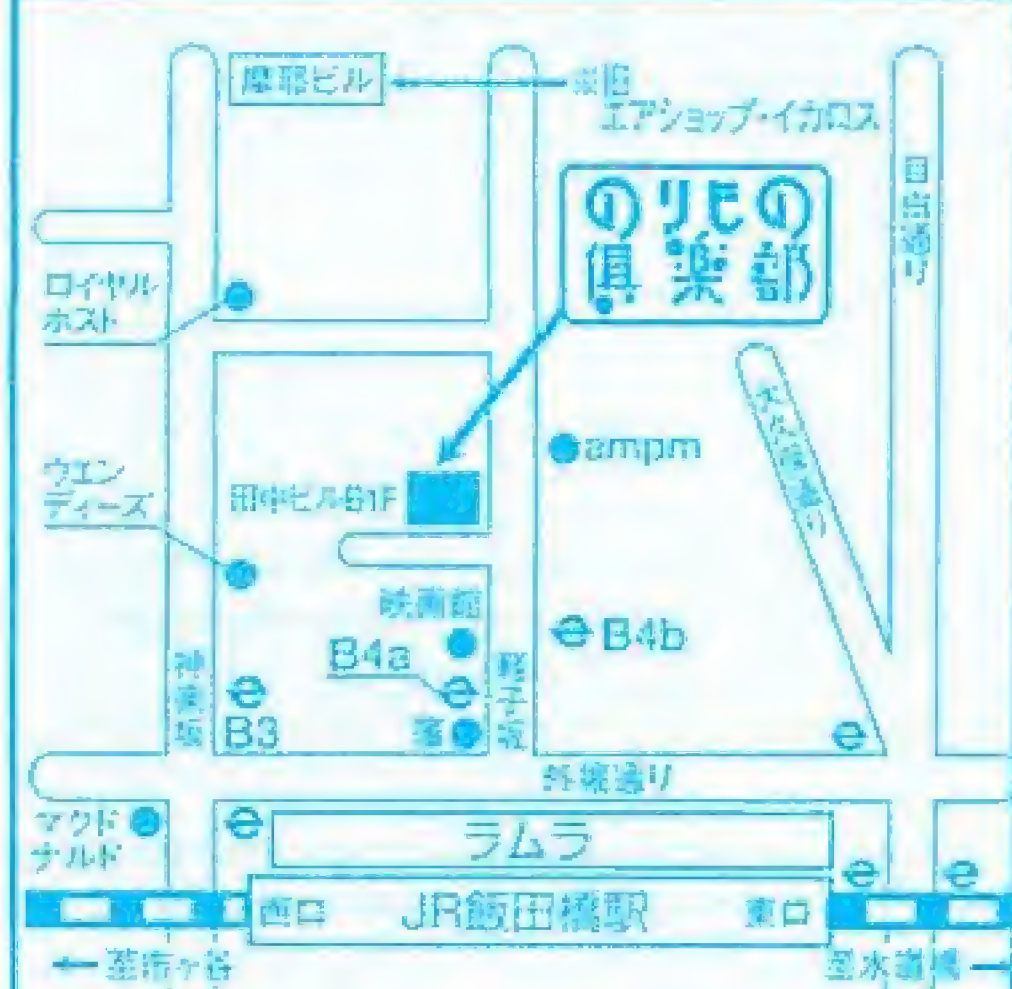 摩耶ビル
エアショップ・イカロス
のりもの
倶楽部
目白通り
ロイヤル
ホスト
ampm
大久保通り
ウエン
ディーズ
田中ビルB1F
映画館
B4a
B4b
神楽坂
B3
軽子坂
外堀通り
マクド
ナルド
ラムラ
西口
JR飯田橋駅
東口
至市ヶ谷
至水道橋